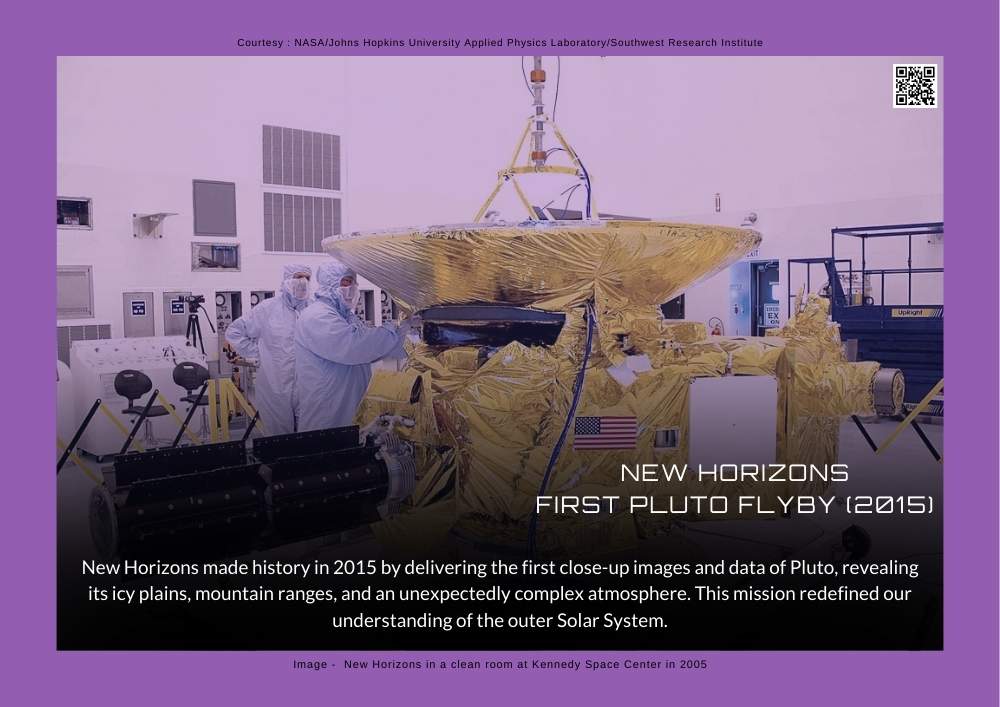 Courtesy : NASA/Johns Hopkins University Applied Physics Laboratory/Southwest Research Institute
UpRight
NEW HORIZONS
FIRST PLUTO FLYBY (2015)
New Horizons made history in 2015 by delivering the first close-up images and data of Pluto, revealing
its icy plains, mountain ranges, and an unexpectedly complex atmosphere. This mission redefined our
understanding of the outer Solar System.
Image - New Horizons in a clean room at Kennedy Space Center in 2005